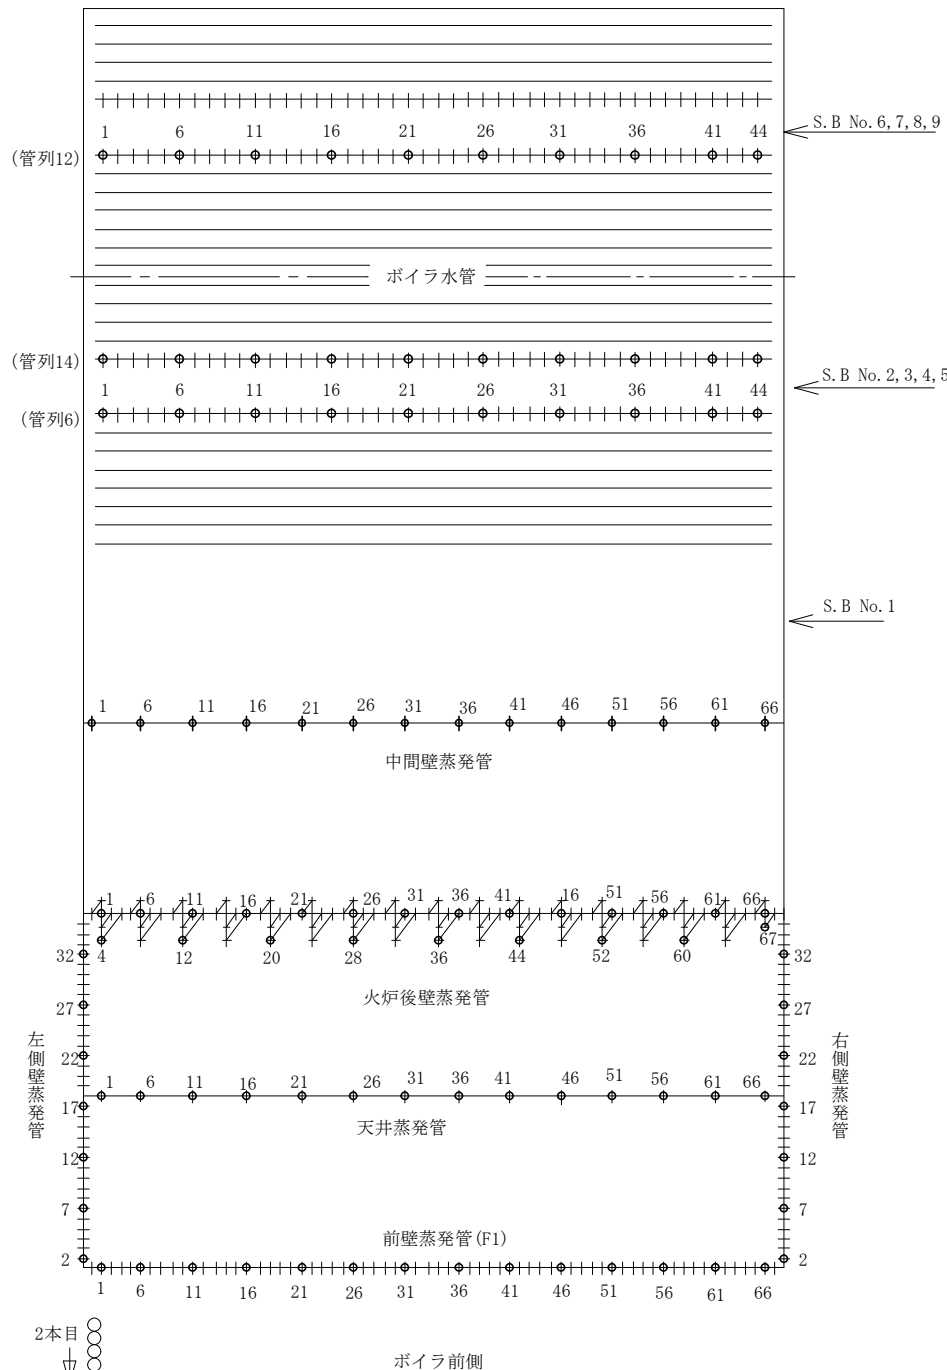 S.B No.6,7,8,9
1 6 11 16 21 26 31 36 41 44
(管列12)
ボイラ水管
(管列14)
S.B No.2,3,4,5
1 6 11 16 21 26 31 36 41 44
(管列6)
S.B No.1
1 6 11 16 21 26 31 36 41 46 51 56 61 66
中間壁蒸発管
1 6 11 16 21 26 31 36 41 16 51 56 61 66
67
4 12 20 28 36 44 52 60
32 32
火炉後壁蒸発管
27 27
左側壁蒸発管
右側壁蒸発管
22 22
1 6 11 16 21 26 31 36 41 46 51 56 61 66
17 17
天井蒸発管
12 12
7 7
前壁蒸発管(F1)
2 2
1 6 11 16 21 26 31 36 41 46 51 56 61 66
2本目
ボイラ前側